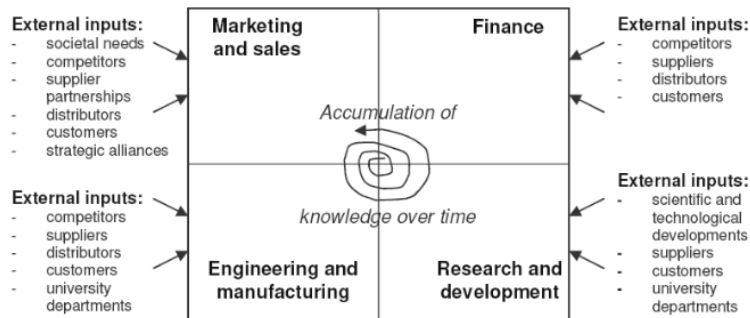 External inputs:
- societal needs
- competitors
- supplier
partnerships
- distributors
- customers
- strategic alliances
Marketing
and sales
Finance
External inputs:
- competitors
- suppliers
- distributors
- customers
Accumulation of
knowledge over time
External inputs:
- competitors
- suppliers
- distributors
- customers
- university
departments
Engineering and
manufacturing
Research and
development
External inputs:
- scientific and
technological
developments
- suppliers
- customers
- university
departments